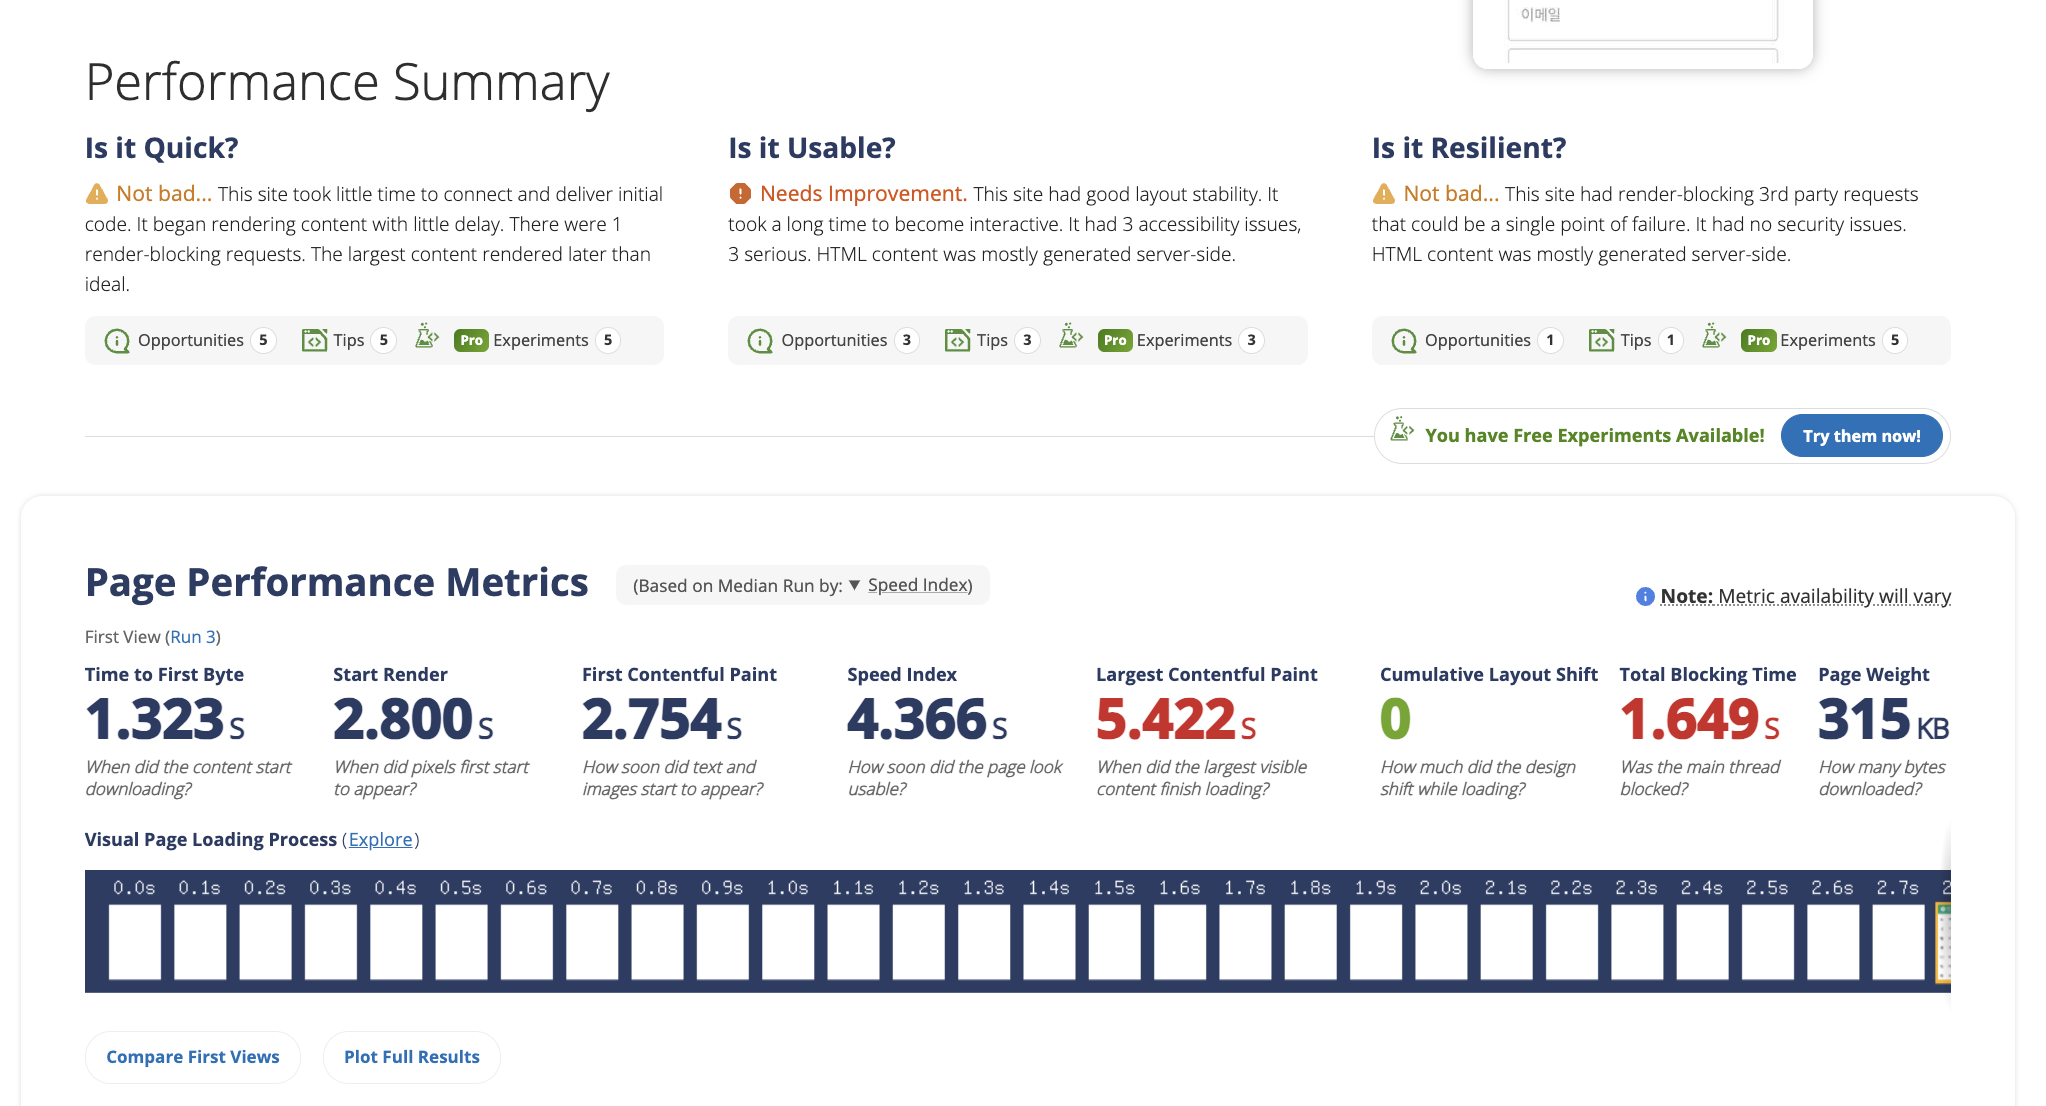 이메일
Performance Summary
Is it Quick?
Not bad... This site took little time to connect and deliver initial
code. It began rendering content with little delay. There were 1
render-blocking requests. The largest content rendered later than
ideal.
Opportunities 5 Tips 5 Pro Experiments 5
Is it Usable?
Needs Improvement. This site had good layout stability. It
took a long time to become interactive. It had 3 accessibility issues,
3 serious. HTML content was mostly generated server-side.
Opportunities 3 Tips 3 Pro Experiments 3
Is it Resilient?
Not bad... This site had render-blocking 3rd party requests
that could be a single point of failure. It had no security issues.
HTML content was mostly generated server-side.
Opportunities 1 Tips 1 Pro Experiments 5
You have Free Experiments Available! Try them now!
Page Performance Metrics (Based on Median Run by: ▼ Speed Index)
Note: Metric availability will vary
First View (Run 3)
Time to First Byte
1.323 S
When did the content start
downloading?
Start Render
2.800 S
When did pixels first start
to appear?
First Contentful Paint
2.754 S
How soon did text and
images start to appear?
Speed Index
4.366 S
How soon did the page look
usable?
Largest Contentful Paint
5.422 S
When did the largest visible
content finish loading?
Cumulative Layout Shift
0
How much did the design
shift while loading?
Total Blocking Time
1.649 S
Was the main thread
blocked?
Page Weight
315 KB
How many bytes
downloaded?
Visual Page Loading Process (Explore)
0.0s 0.1s 0.2s 0.3s 0.4s 0.5s 0.6s 0.7s 0.8s 0.9s 1.0s 1.1s 1.2s 1.3s 1.4s 1.5s 1.6s 1.7s 1.8s 1.9s 2.0s 2.1s 2.2s 2.3s 2.4s 2.5s 2.6s 2.7s
Compare First Views
Plot Full Results